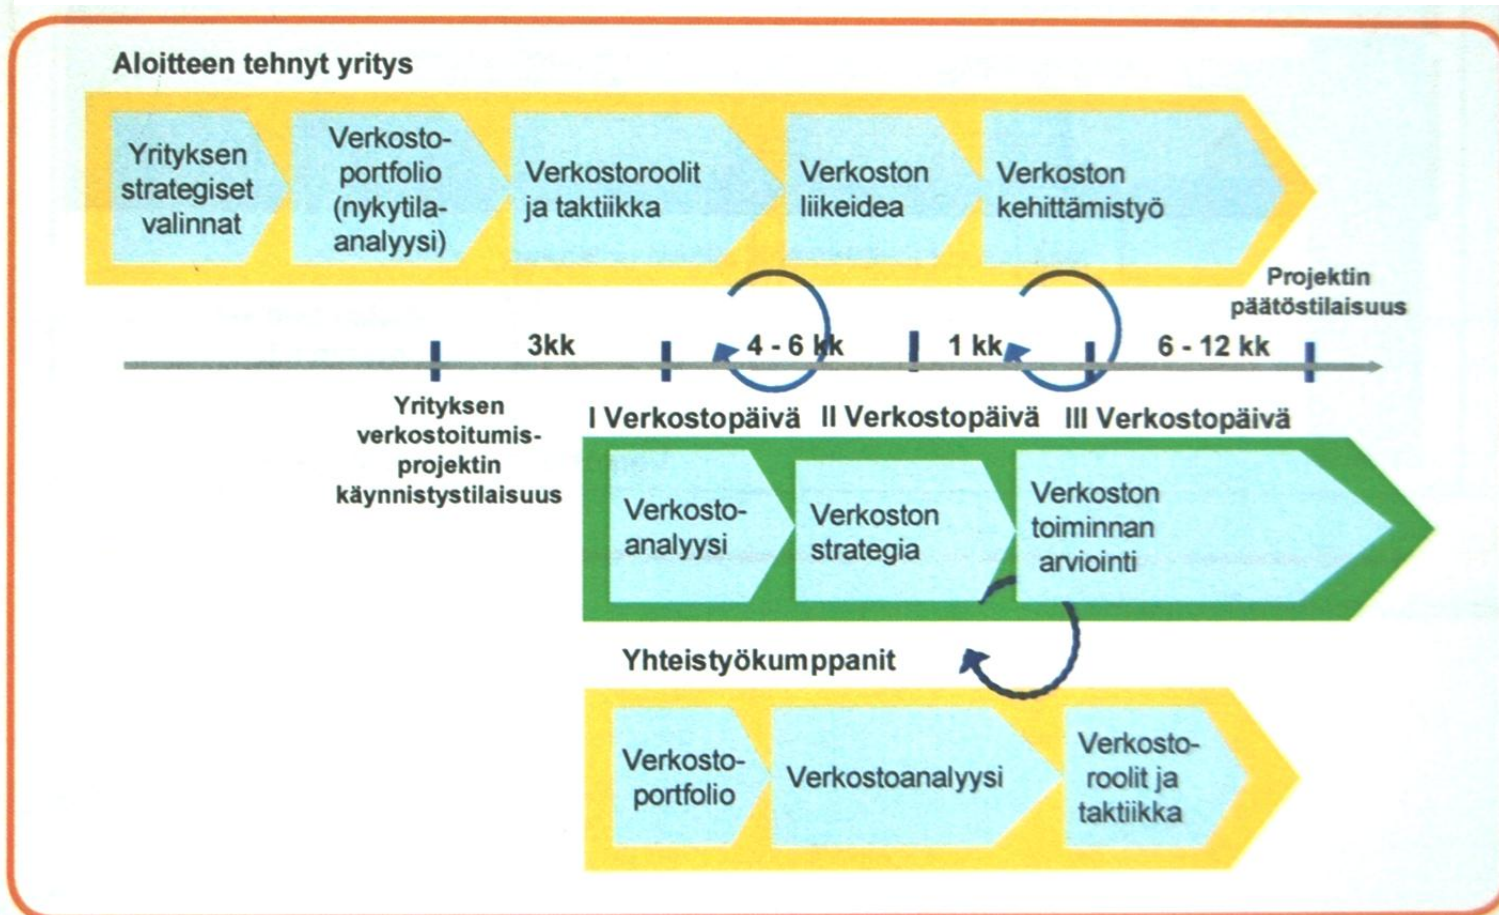 Aloitteen tehnyt yritys
Yrityksen
strategiset
valinnat
Verkosto-
portfolio
(nykytila-
analyysi)
Verkostoroolit
ja taktiikka
Verkoston
liikeidea
Verkoston
kehittämistyö
Projektin
päätöstilaisuus
3kk
4 - 6 kk
1 kk
6 - 12 kk
Yrityksen
verkostoitumis-
projektin
käynnistystilaisuus
I Verkostopäivä
II Verkostopäivä
III Verkostopäivä
Verkosto-
analyysi
Verkoston
strategia
Verkoston
toiminnan
arviointi
Yhteistyökumppanit
Verkosto-
portfolio
Verkostoanalyysi
Verkosto-
roolit ja
taktiikka